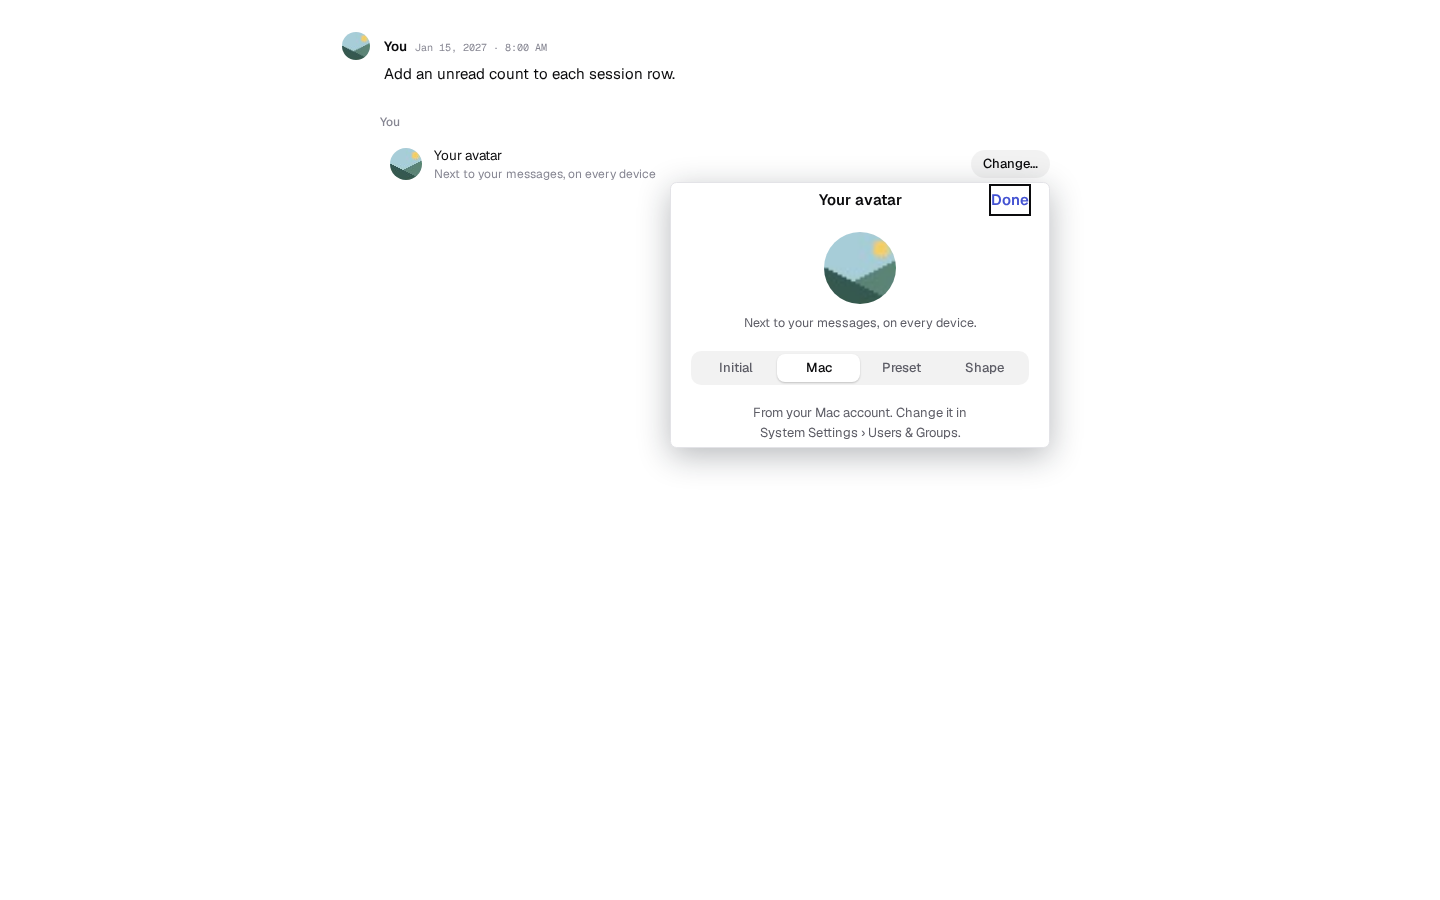 You Jan 15, 2027 · 8:00 AM
Add an unread count to each session row.
You
Your avatar
Next to your messages, on every device
Change…
Your avatar
Done
Next to your messages, on every device.
Initial Mac Preset Shape
From your Mac account. Change it in
System Settings › Users & Groups.